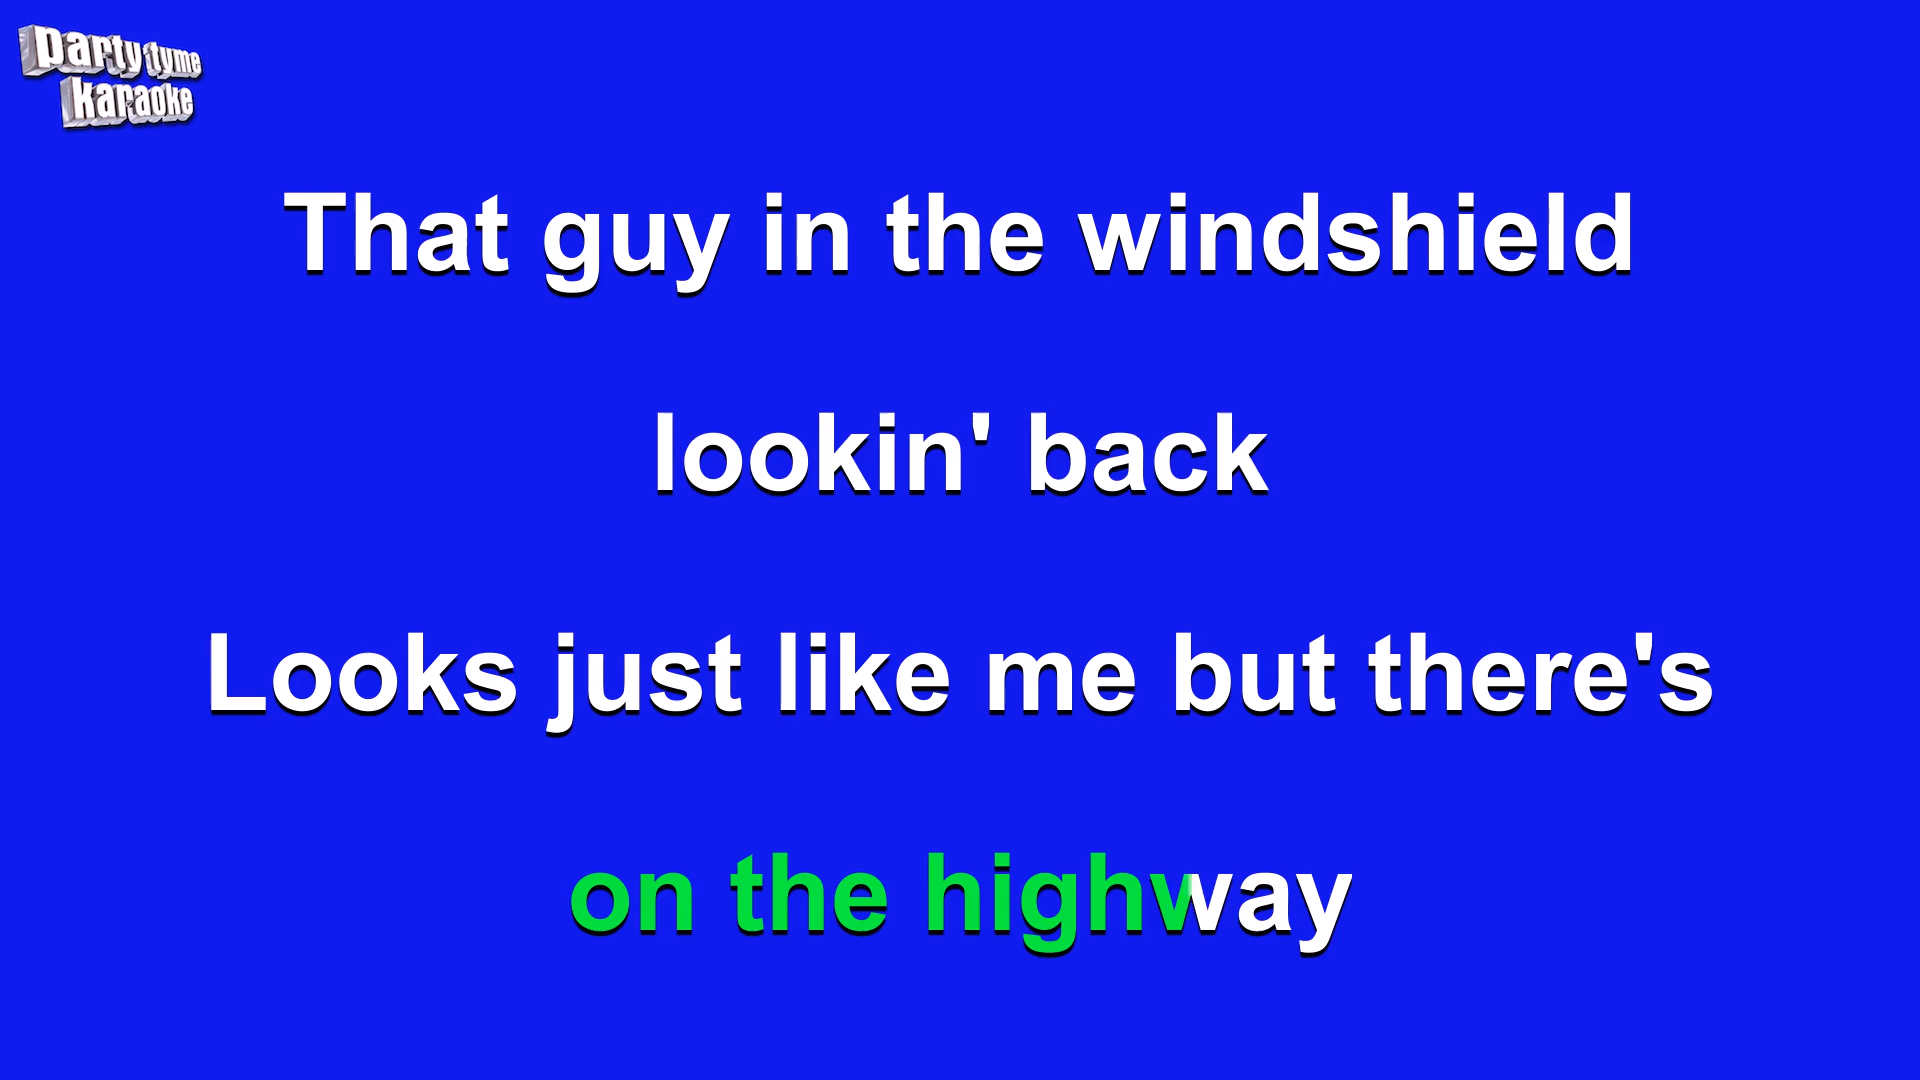 party tyme
karaoke
That guy in the windshield
lookin' back
Looks just like me but there's
on the highway